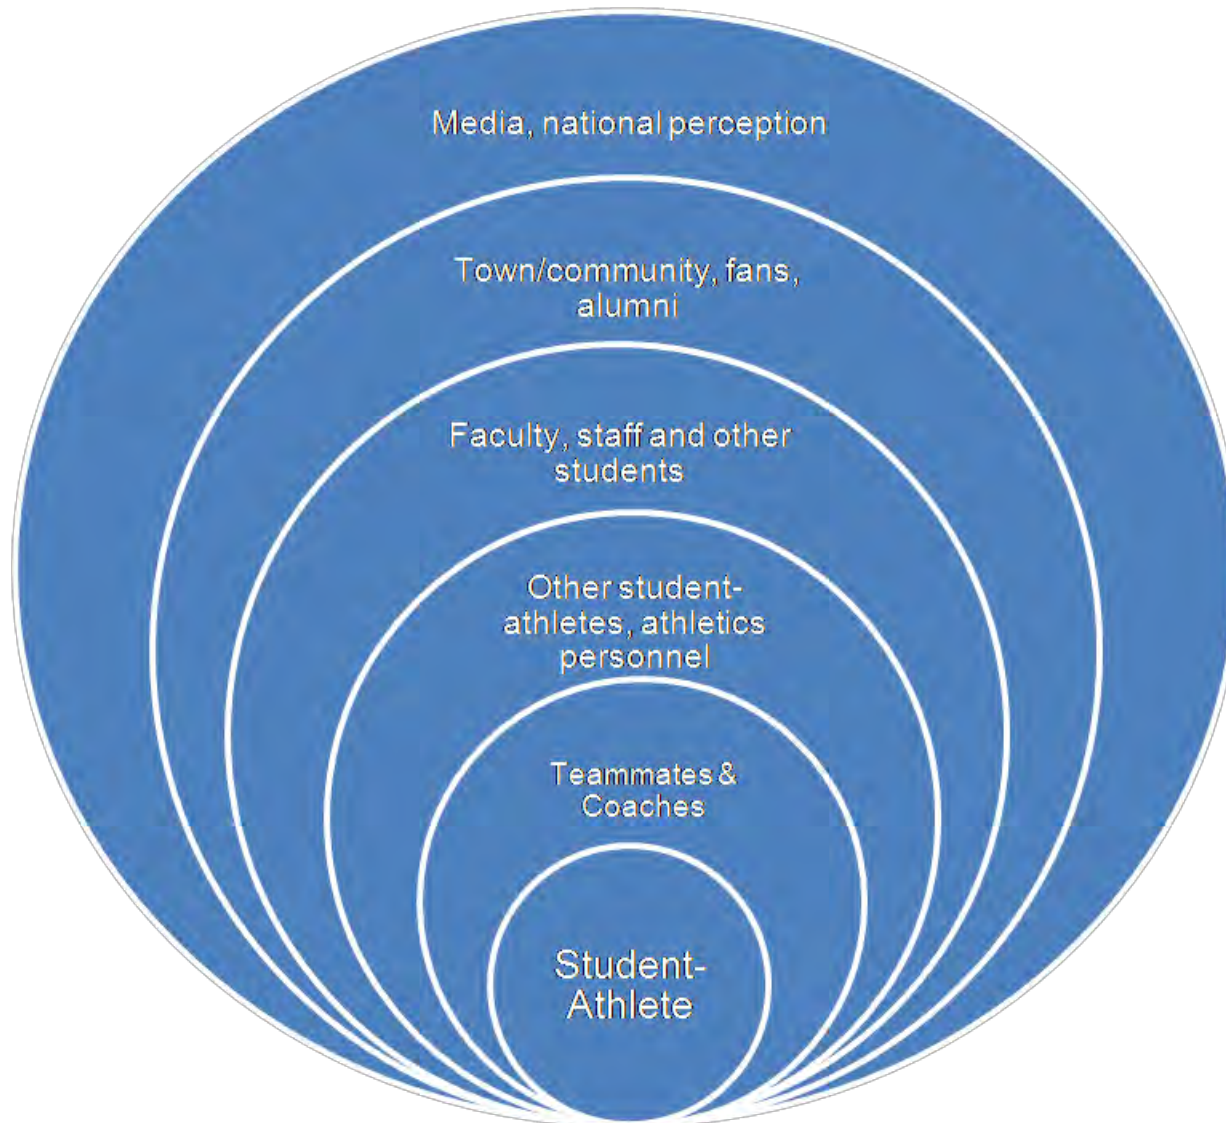 Media, national perception
Town/community, fans,
alumni
Faculty, staff and other
students
Other student-
athletes, athletics
personnel
Teammates &
Coaches
Student-
Athlete